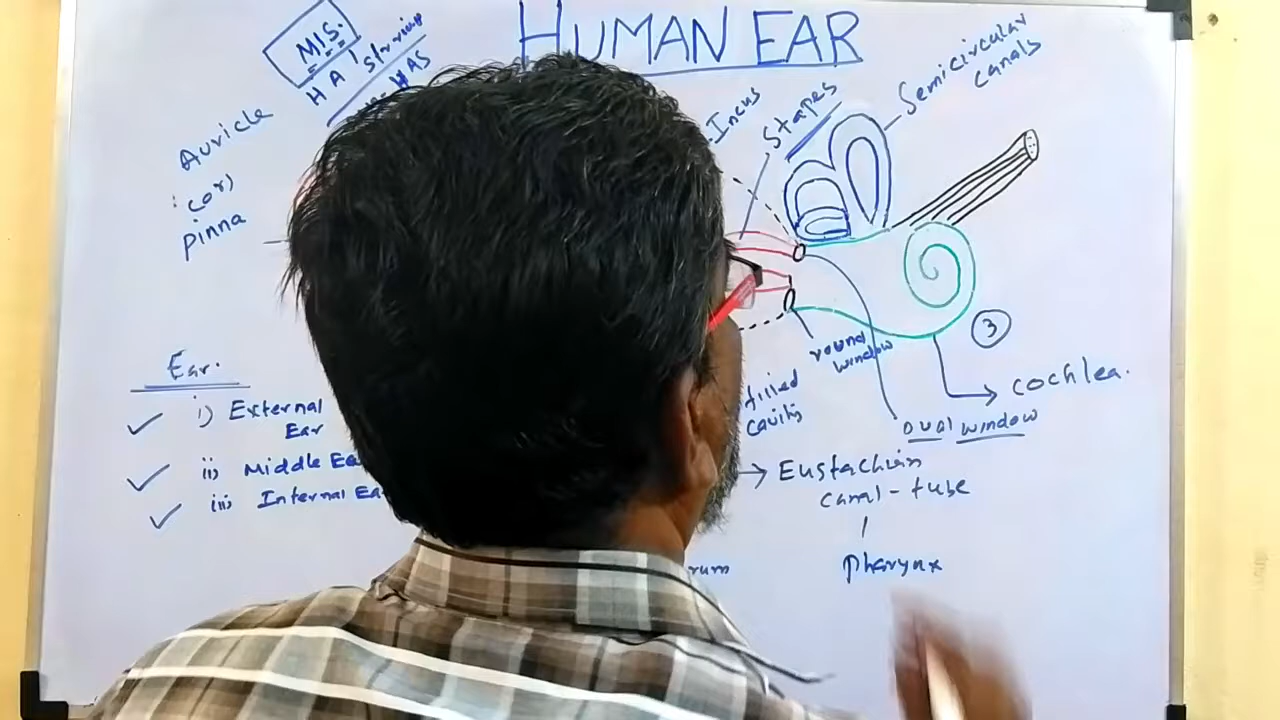 HUMAN EAR
M.I.S.
H A
HAS
Auricle
(or)
pinna
Incus
Stapes
Semicircular
canals
round
window
3
cochlea.
oval window
filled
cavity
Eustachian
canal - tube
pharynx
Ear.
i) External
Ear
ii) Middle Ea
iii) Internal Ea
rum